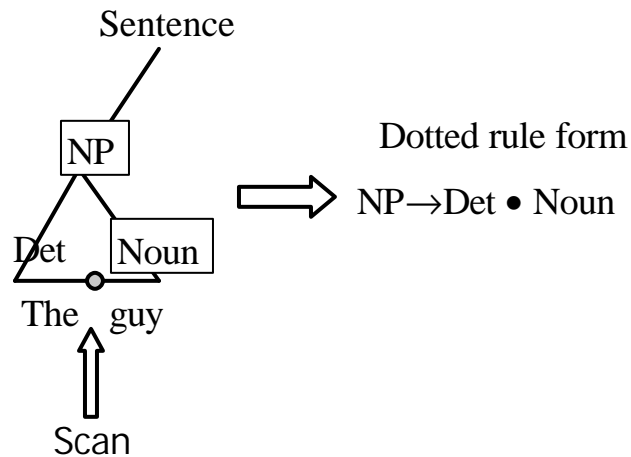 Sentence
NP
Dotted rule form
NP→Det • Noun
Det Noun
The guy
Scan